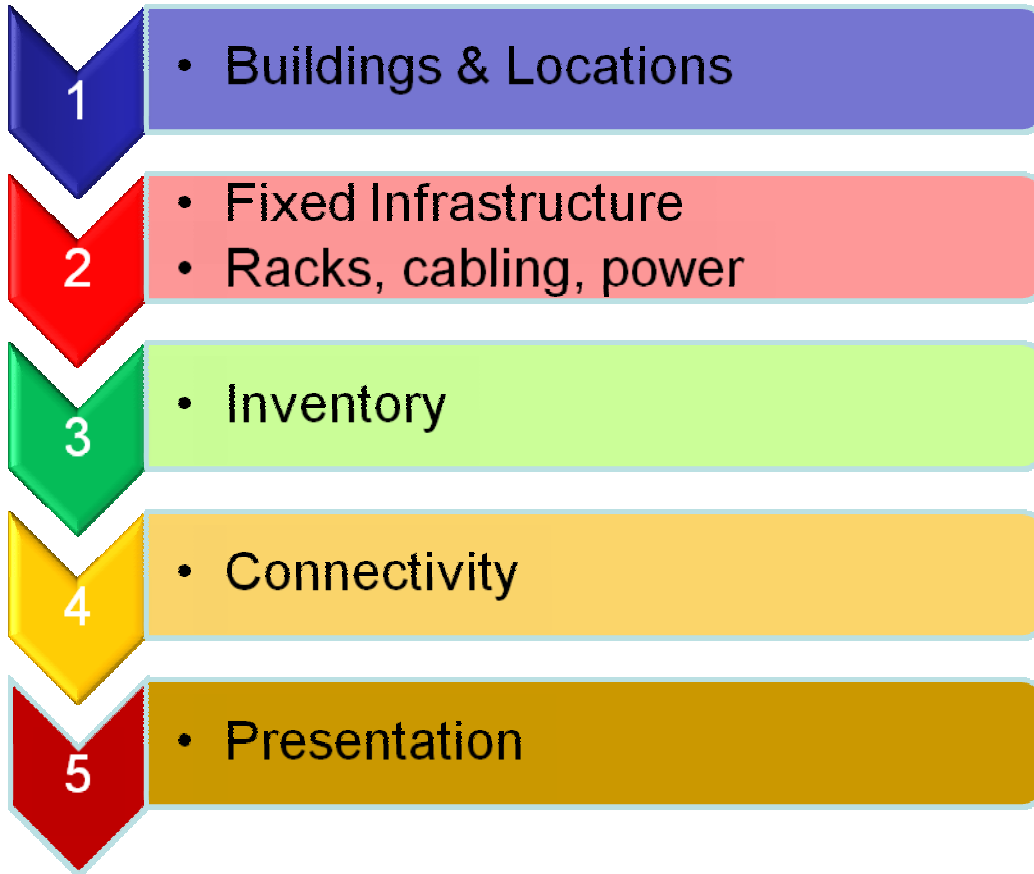 1
• Buildings & Locations
2
• Fixed Infrastructure
• Racks, cabling, power
3
• Inventory
4
• Connectivity
5
• Presentation